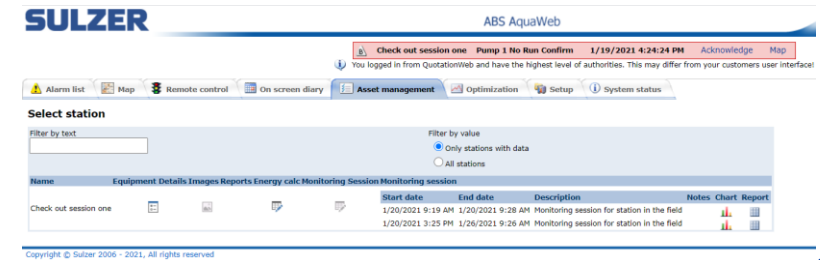 SULZER
ABS AquaWeb
Check out session one Pump 1 No Run Confirm 1/19/2021 4:24:24 PM Acknowledge Map
You logged in from QuotationWeb and have the highest level of authorities. This may differ from your customers user interface!
Alarm list Map Remote control On screen diary Asset management Optimization Setup System status
Select station
Filter by text Filter by value
Only stations with data
All stations
Name Equipment Details Images Reports Energy calc Monitoring Session Monitoring session
Start date End date Description Notes Chart Report
Check out session one
1/20/2021 9:19 AM 1/20/2021 9:28 AM Monitoring session for station in the field
1/20/2021 3:25 PM 1/26/2021 9:26 AM Monitoring session for station in the field
Copyright © Sulzer 2006 - 2021, All rights reserved